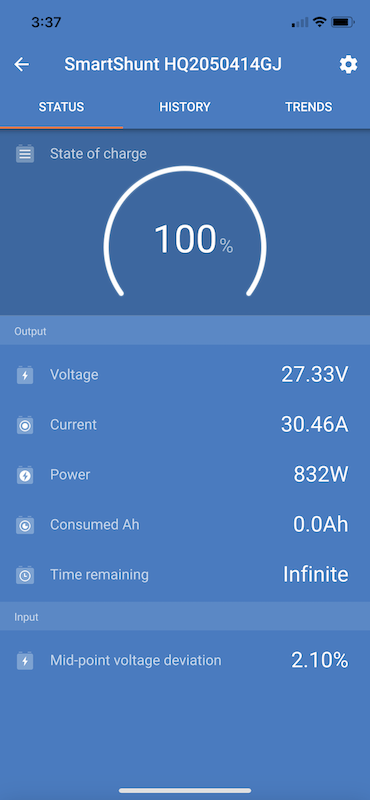 3:37
SmartShunt HQ2050414GJ
STATUS HISTORY TRENDS
State of charge
100%
Output
Voltage 27.33V
Current 30.46A
Power 832W
Consumed Ah 0.0Ah
Time remaining Infinite
Input
Mid-point voltage deviation 2.10%